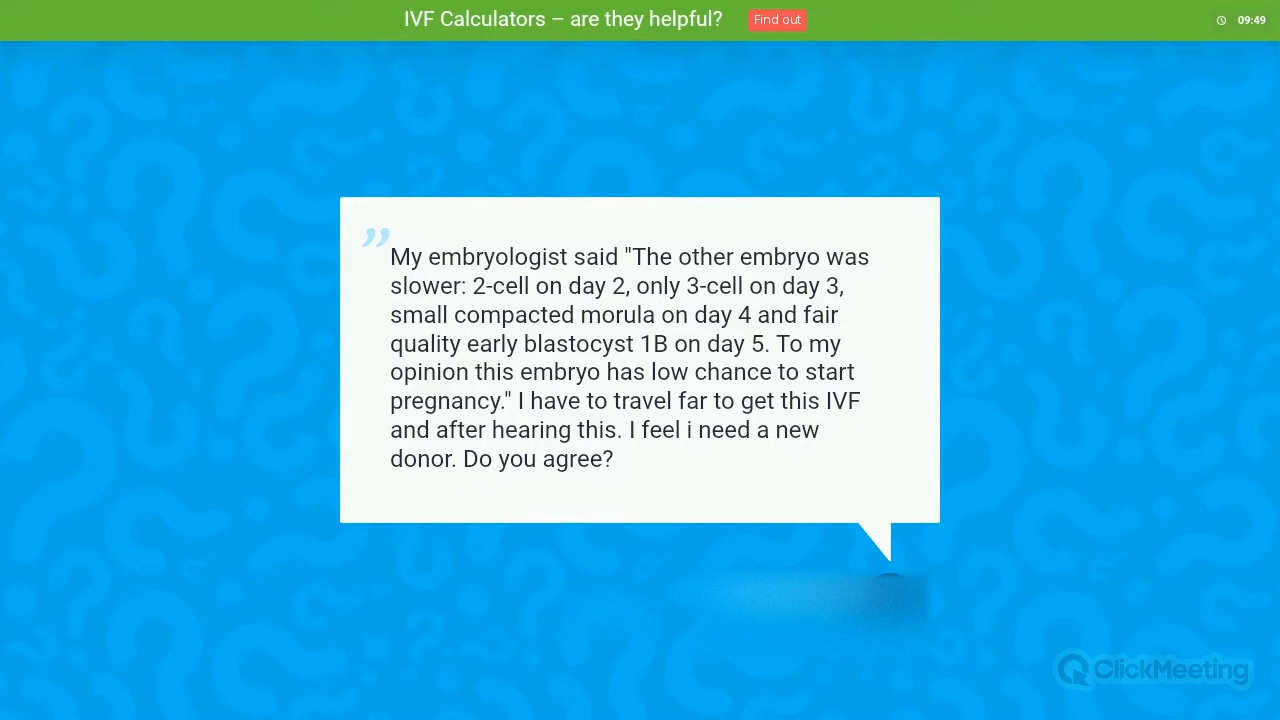 IVF Calculators – are they helpful? Find out
09:49
” My embryologist said "The other embryo was
slower: 2-cell on day 2, only 3-cell on day 3,
small compacted morula on day 4 and fair
quality early blastocyst 1B on day 5. To my
opinion this embryo has low chance to start
pregnancy." I have to travel far to get this IVF
and after hearing this. I feel i need a new
donor. Do you agree?
ClickMeeting